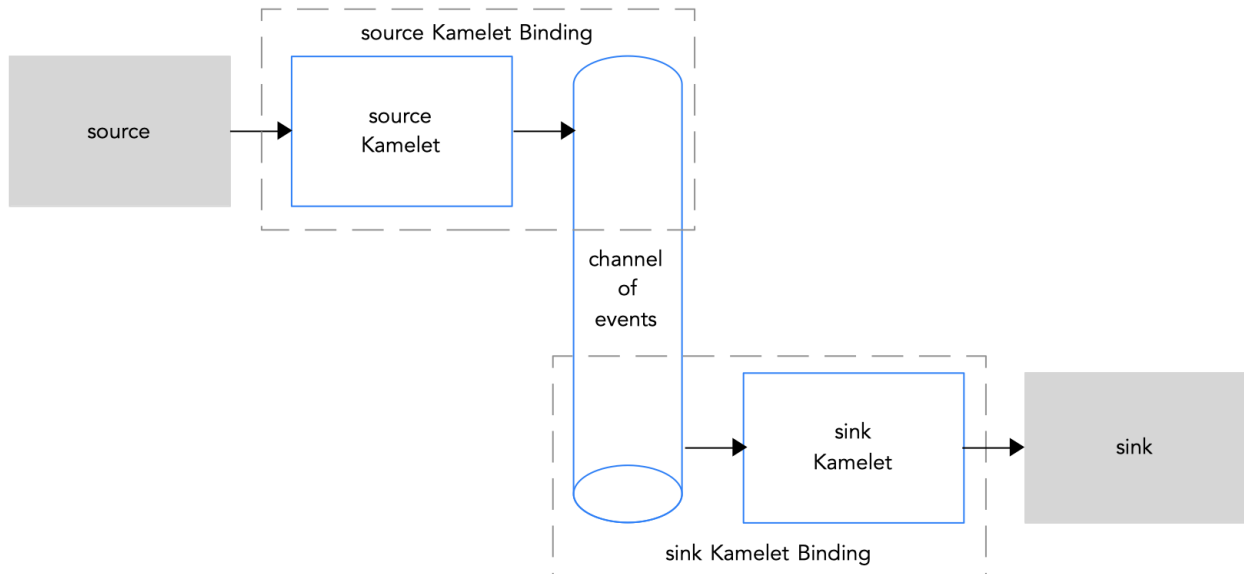 source Kamelet Binding
source
source
Kamelet
channel
of
events
sink
Kamelet
sink
sink Kamelet Binding